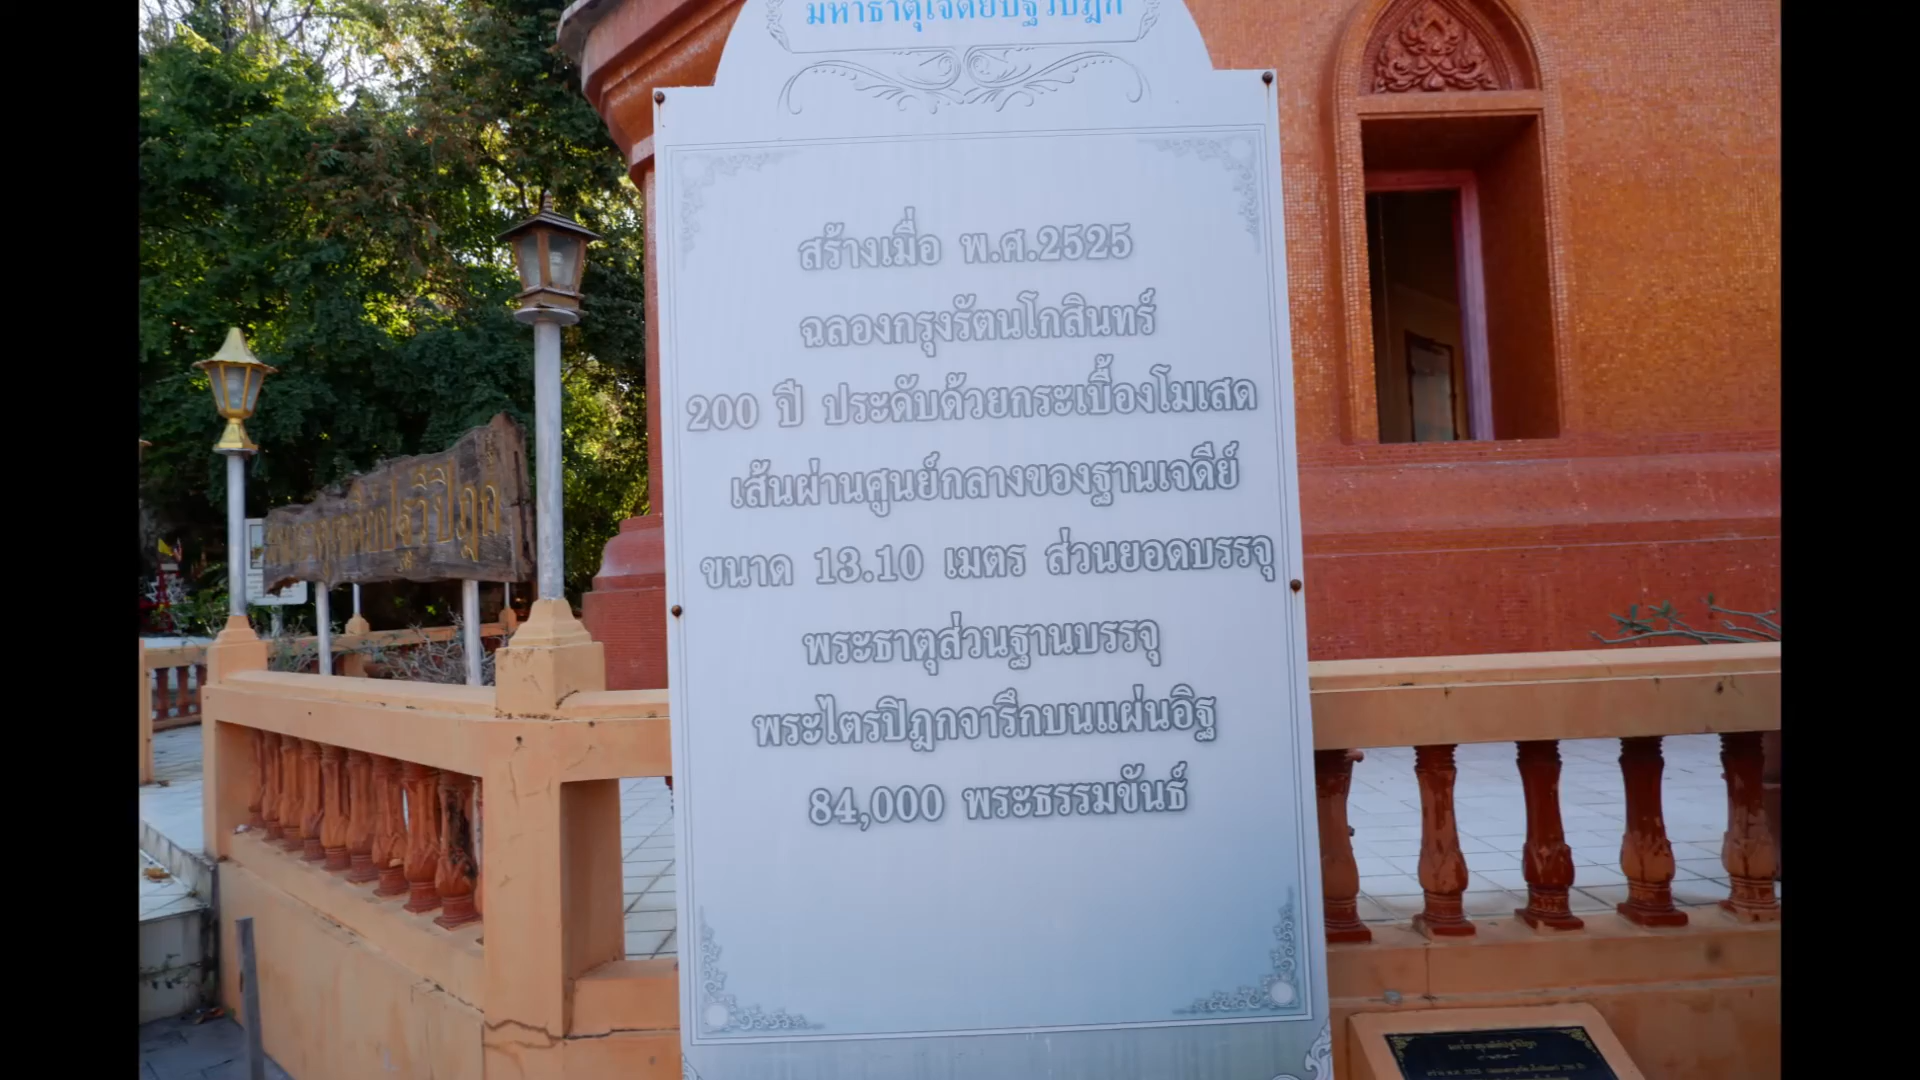 มหาธาตุเจดีย์ปฐวีปิฎก
สร้างเมื่อ พ.ศ.2525
ฉลองกรุงรัตนโกสินทร์
200 ปี ประดับด้วยกระเบื้องโมเสด
เส้นผ่านศูนย์กลางของฐานเจดีย์
ขนาด 13.10 เมตร ส่วนยอดบรรจุ
พระธาตุส่วนฐานบรรจุ
พระไตรปิฎกจารึกบนแผ่นอิฐ
84,000 พระธรรมขันธ์